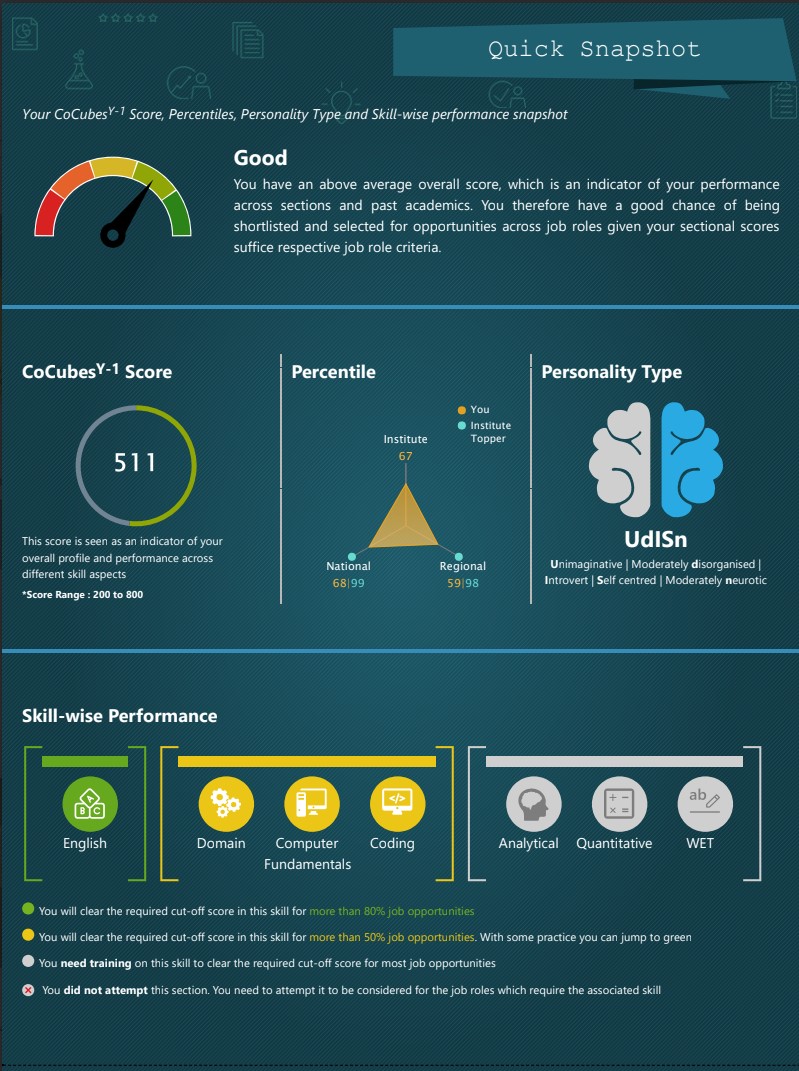 Quick Snapshot
Your CoCubesY-1 Score, Percentiles, Personality Type and Skill-wise performance snapshot
Good
You have an above average overall score, which is an indicator of your performance
across sections and past academics. You therefore have a good chance of being
shortlisted and selected for opportunities across job roles given your sectional scores
suffice respective job role criteria.
CoCubesY-1 Score
511
This score is seen as an indicator of your
overall profile and performance across
different skill aspects
*Score Range : 200 to 800
Percentile
You
Institute
Topper
Institute
67
National
68|99
Regional
59|98
Personality Type
UdISn
Unimaginative | Moderately disorganised |
Introvert | Self centred | Moderately neurotic
Skill-wise Performance
A
B C
English
Domain
Computer
Fundamentals
</>
Coding
Analytical
+ −
× =
Quantitative
ab
WET
You will clear the required cut-off score in this skill for more than 80% job opportunities
You will clear the required cut-off score in this skill for more than 50% job opportunities. With some practice you can jump to green
You need training on this skill to clear the required cut-off score for most job opportunities
You did not attempt this section. You need to attempt it to be considered for the job roles which require the associated skill